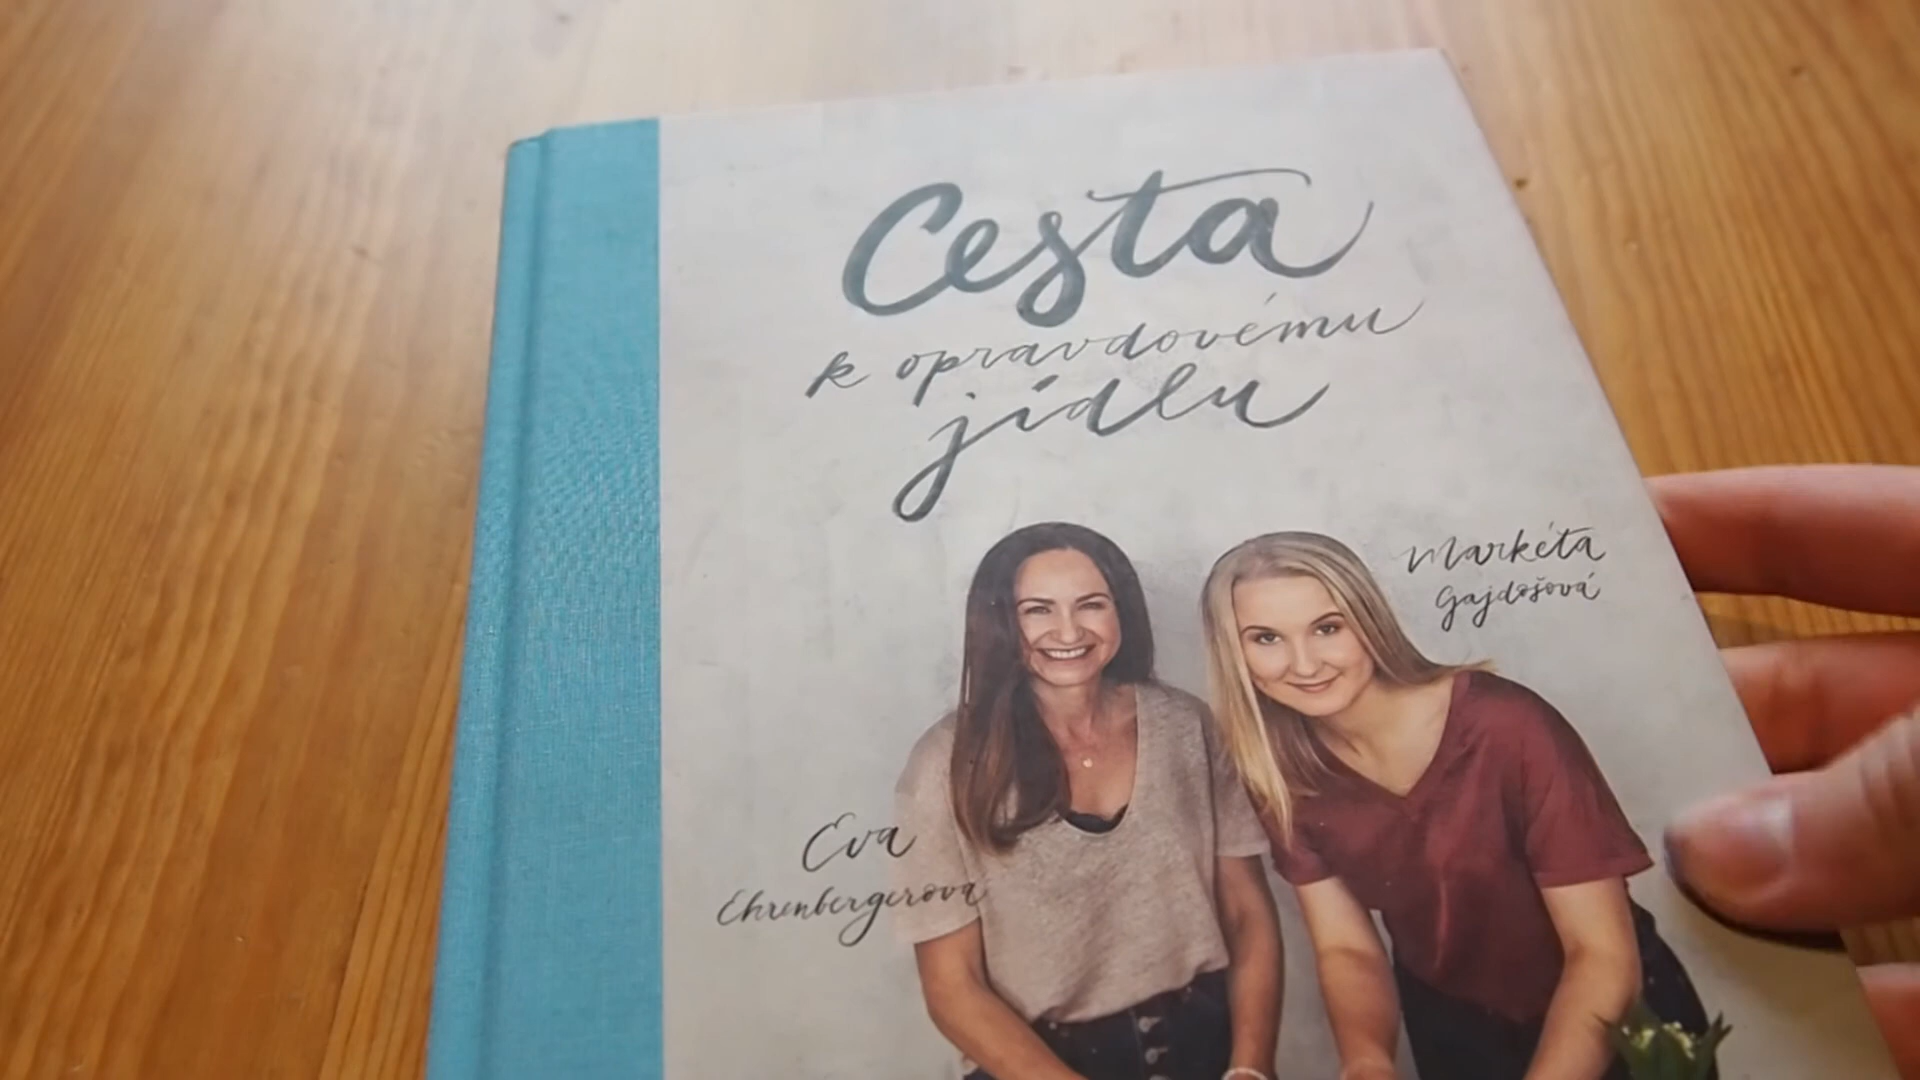 Cesta
k opravdovému
jídlu
Markéta
Gajdošová
Eva
Ehrenbergerová